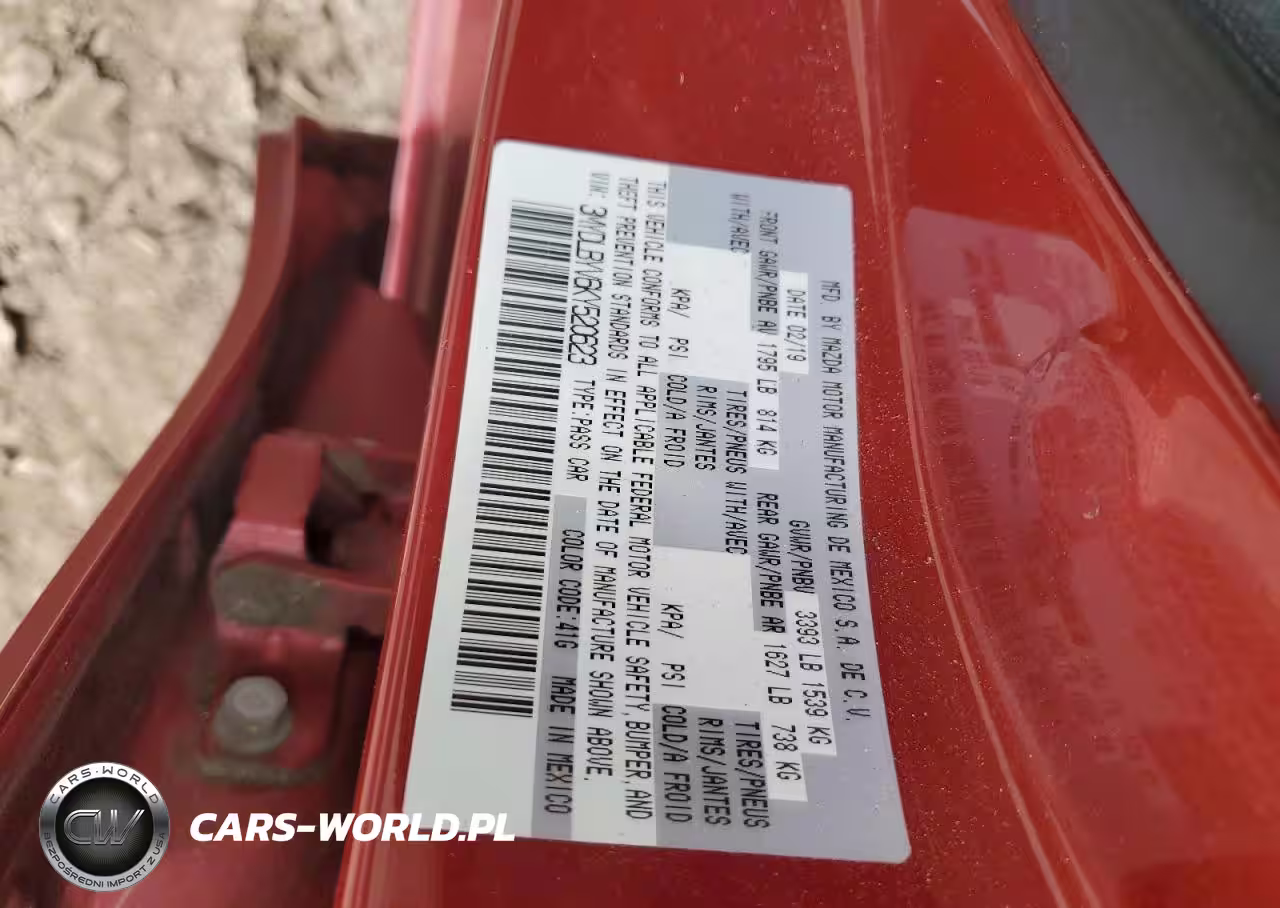 MFD BY MAZDA MOTOR MANUFACTURING DE MEXICO S.A. DE C.V.
DATE 02/19 GVWR/PNBV 3393 LB 1539 KG
FRONT GAWR/PNBE AV 1795 LB 814 KG REAR GAWR/PNBE AR 1627 LB 738 KG
WITH/AVEC TIRES/PNEUS WITH/AVEC TIRES/PNEUS
RIMS/JANTES RIMS/JANTES
KPA/ PSI COLD/A FROID KPA/ PSI COLD/A FROID
THIS VEHICLE CONFORMS TO ALL APPLICABLE FEDERAL MOTOR VEHICLE SAFETY, BUMPER, AND
THEFT PREVENTION STANDARDS IN EFFECT ON THE DATE OF MANUFACTURE SHOWN ABOVE.
VIN: 3MYDLBYV6KY520623 TYPE:PASS CAR COLOR CODE:41G MADE IN MEXICO
CARS-WORLD
CW
BEZPOŚREDNI IMPORT Z USA
CARS-WORLD.PL